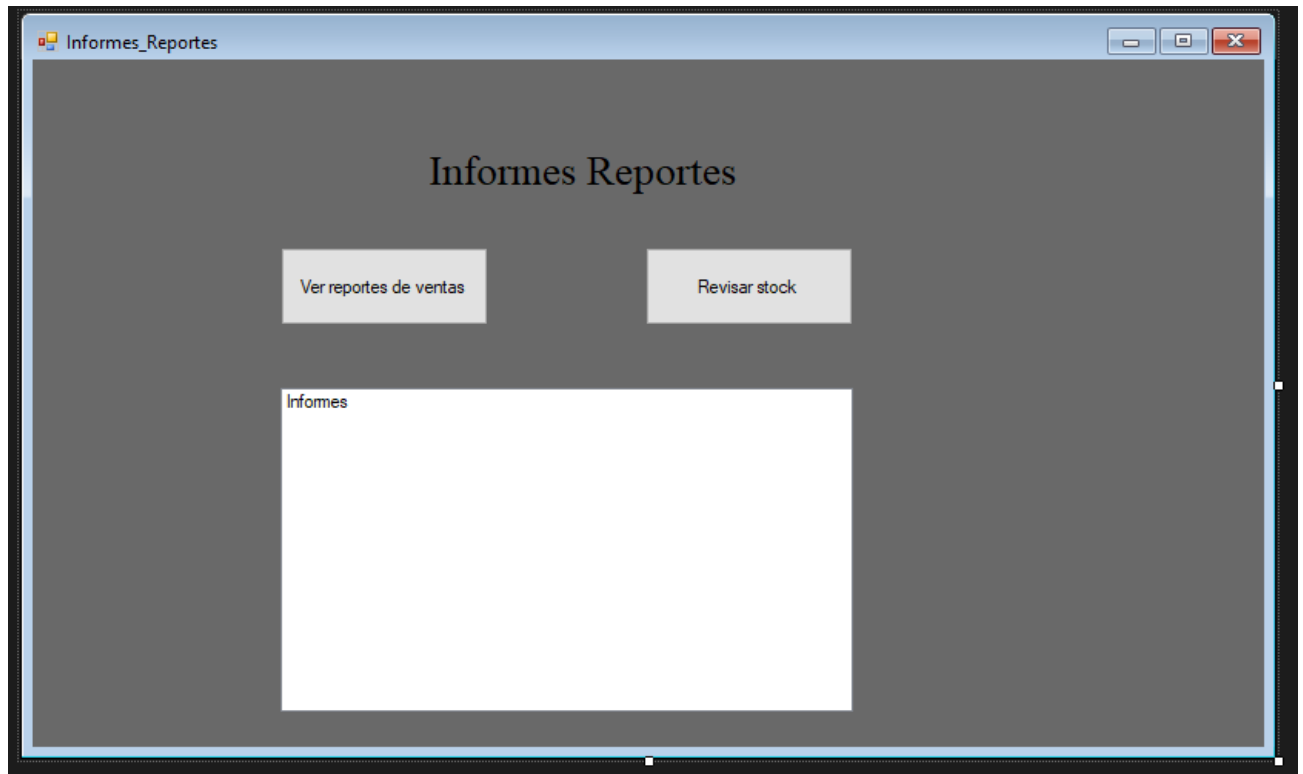 Informes_Reportes
Informes Reportes
Ver reportes de ventas
Revisar stock
Informes